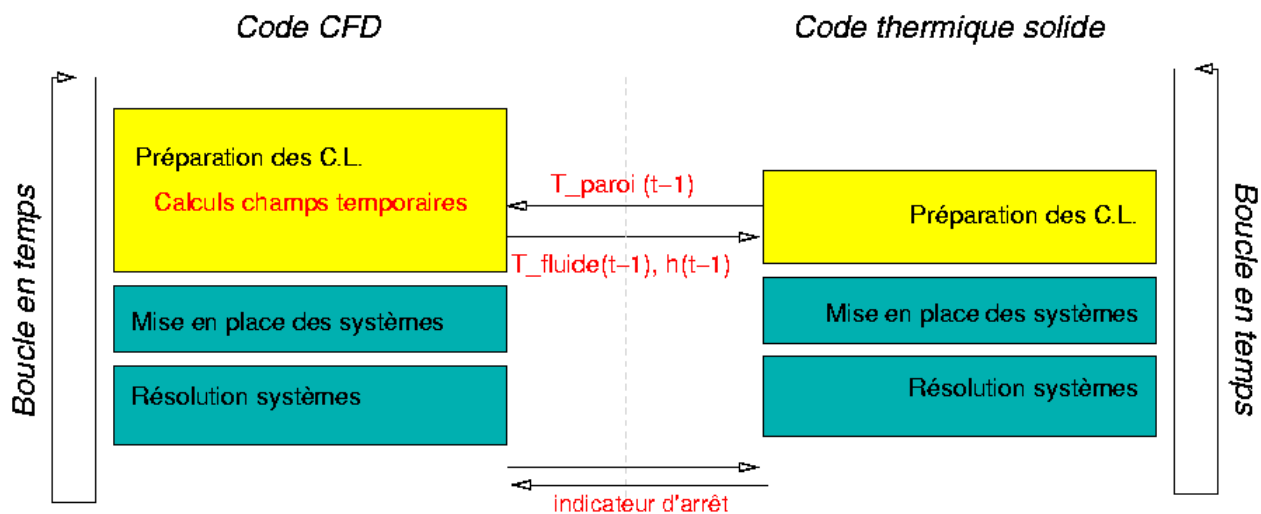 Code CFD
Code thermique solide
Boucle en temps
Préparation des C.L.
Calculs champs temporaires
T_paroi (t−1)
T_fluide(t−1), h(t−1)
Préparation des C.L.
Mise en place des systèmes
Mise en place des systèmes
Résolution systèmes
Résolution systèmes
indicateur d'arrêt
Boucle en temps